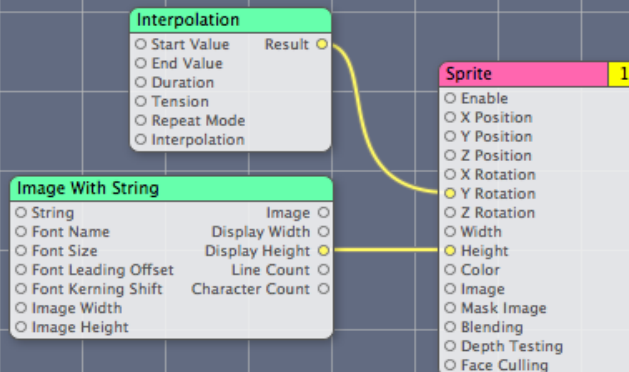 Interpolation
Start Value Result
End Value
Duration
Tension
Repeat Mode
Interpolation
Image With String
String Image
Font Name Display Width
Font Size Display Height
Font Leading Offset Line Count
Font Kerning Shift Character Count
Image Width
Image Height
Sprite 1
Enable
X Position
Y Position
Z Position
X Rotation
Y Rotation
Z Rotation
Width
Height
Color
Image
Mask Image
Blending
Depth Testing
Face Culling